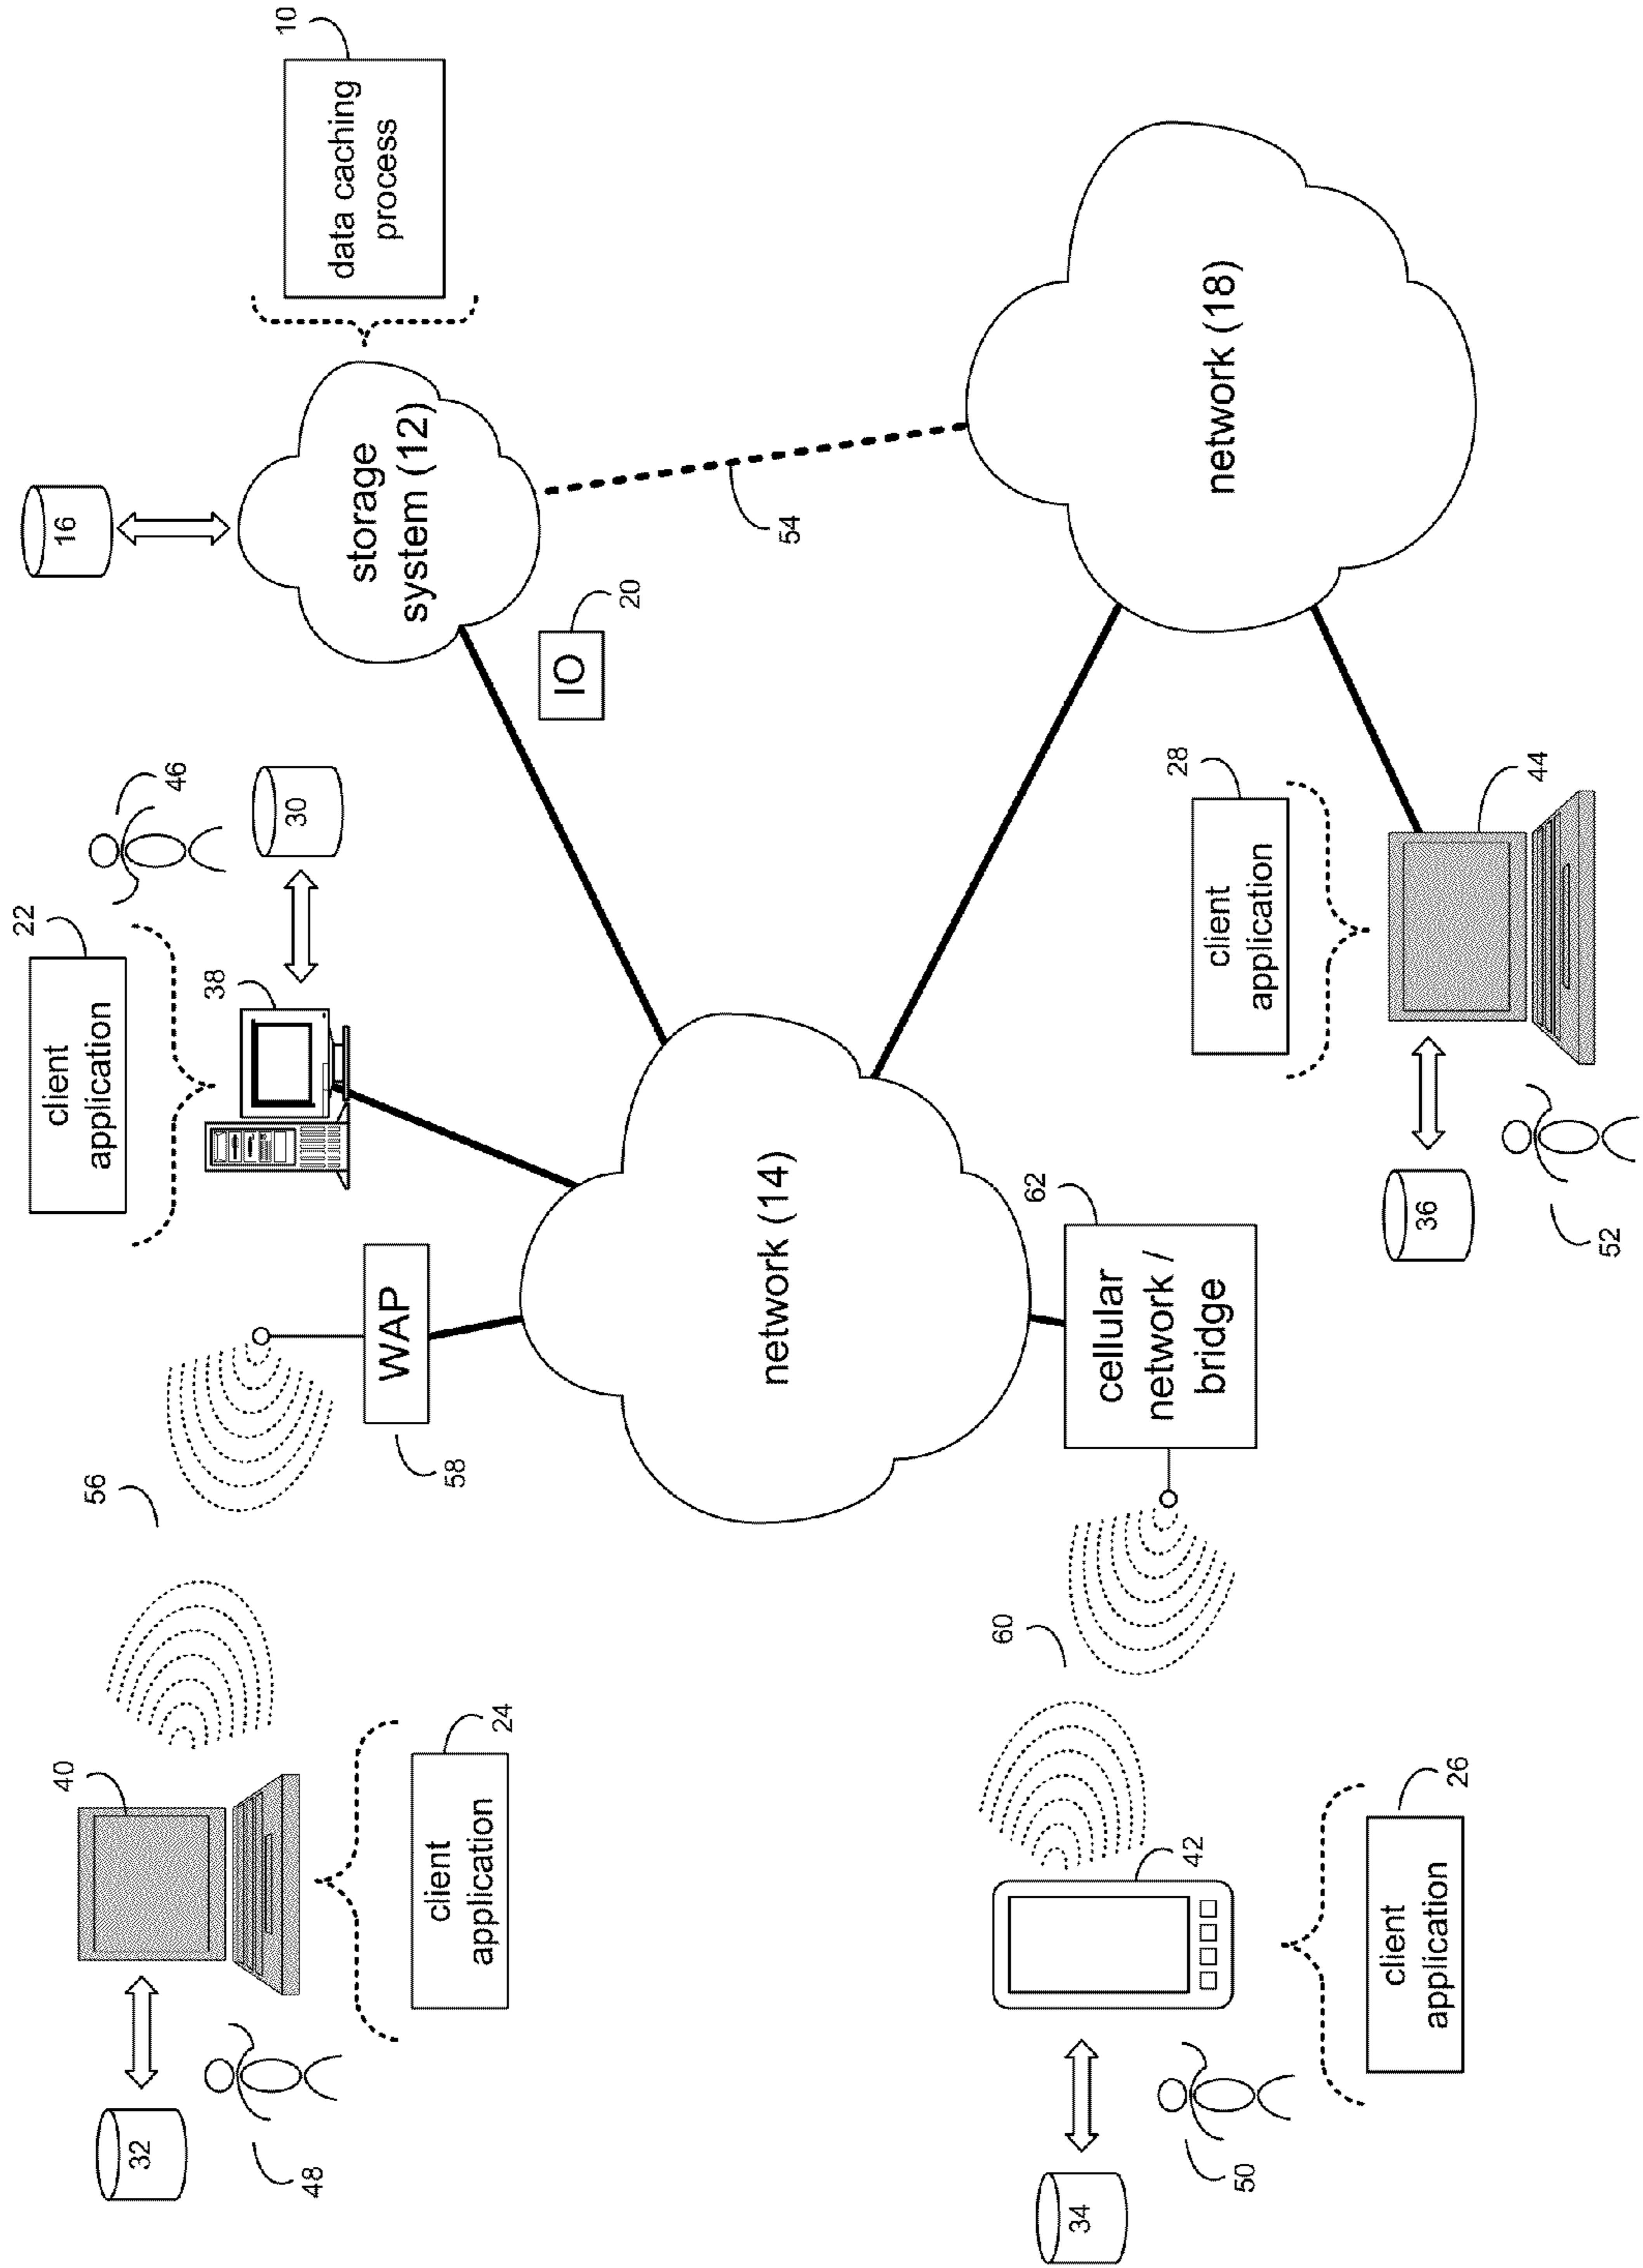 32
48
40
client
application
24
56
58
WAP
client
application
22
38
46
30
16
storage
system (12)
data caching
process
10
IO
20
54
network (14)
network (18)
34
50
42
client
application
26
60
cellular
network /
bridge
62
36
52
client
application
28
44